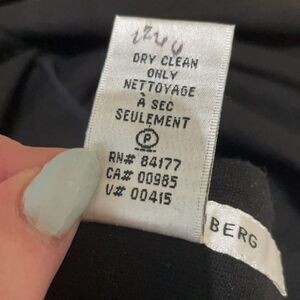 DRY CLEAN
ONLY
NETTOYAGE
À SEC
SEULEMENT
P
RN# 84177
CA# 00985
V# 00415
BERG